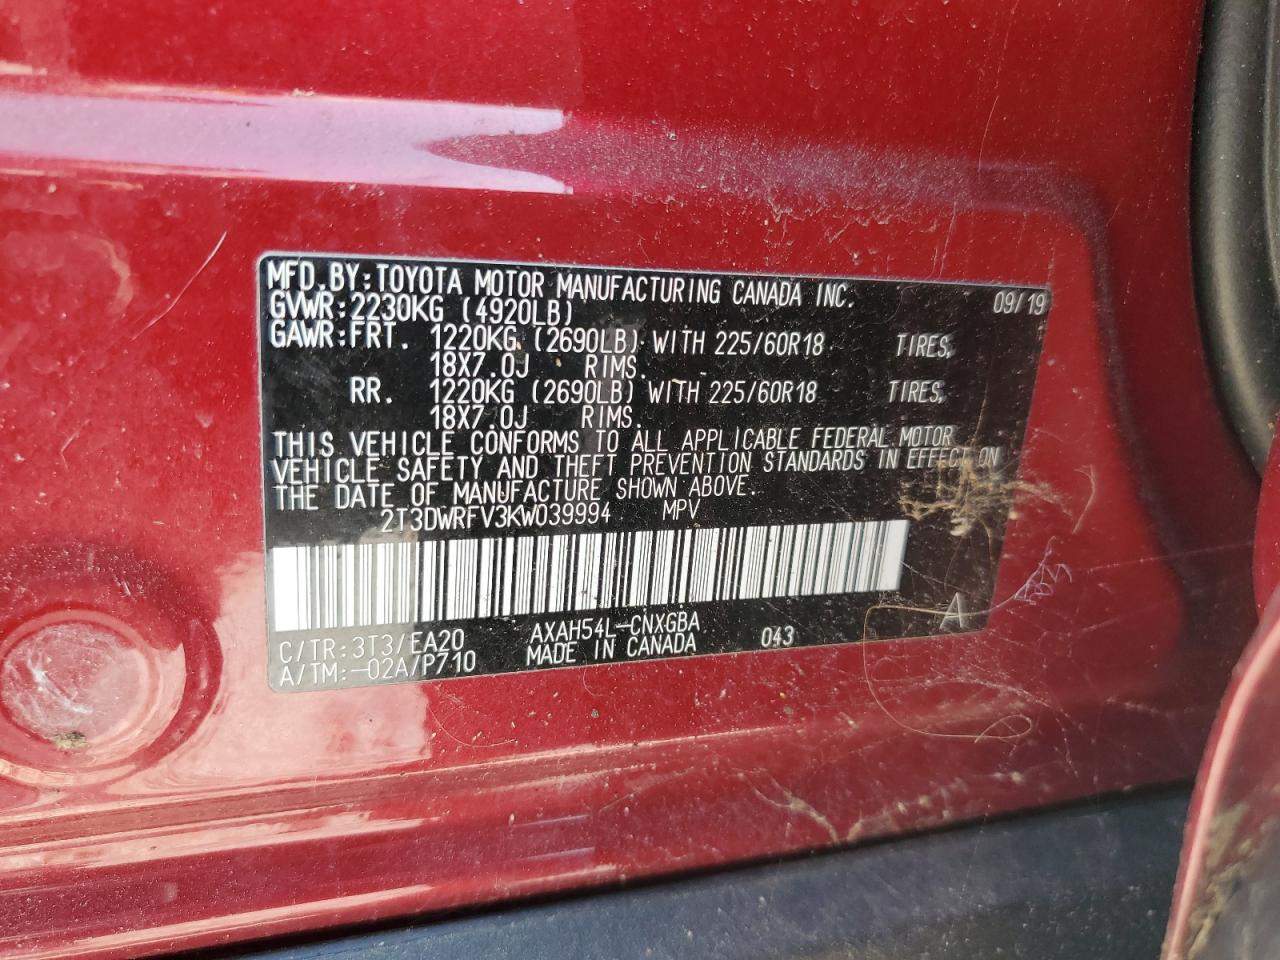 MFD.BY:TOYOTA MOTOR MANUFACTURING CANADA INC. 09/19
GVWR:2230KG (4920LB)
GAWR:FRT. 1220KG (2690LB) WITH 225/60R18 TIRES,
18X7.0J RIMS.
RR. 1220KG (2690LB) WITH 225/60R18 TIRES,
18X7.0J RIMS.
THIS VEHICLE CONFORMS TO ALL APPLICABLE FEDERAL MOTOR
VEHICLE SAFETY AND THEFT PREVENTION STANDARDS IN EFFECT ON
THE DATE OF MANUFACTURE SHOWN ABOVE.
2T3DWRFV3KW039994 MPV
C/TR:3T3/EA20 AXAH54L-CNXGBA 043 A
A/TM:-02A/P710 MADE IN CANADA